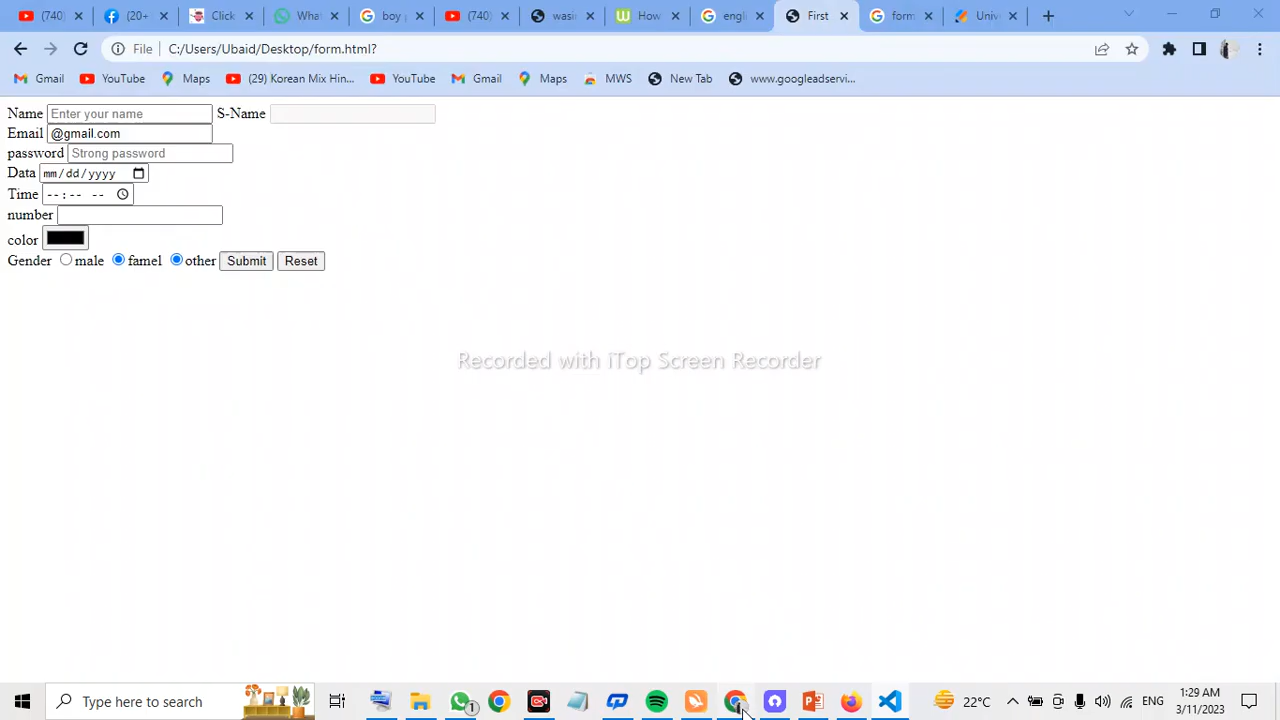 (740) (20+ Click What boy (740) wasi How engli First form Univ
File C:/Users/Ubaid/Desktop/form.html?
Gmail YouTube Maps (29) Korean Mix Hin... YouTube Gmail Maps MWS New Tab www.googleadservi...
Name Enter your name S-Name
Email @gmail.com
password Strong password
Data mm/dd/yyyy
Time --:-- --
number
color
Gender male famel other Submit Reset
Recorded with iTop Screen Recorder
Type here to search 1 22°C ENG 1:29 AM
3/11/2023